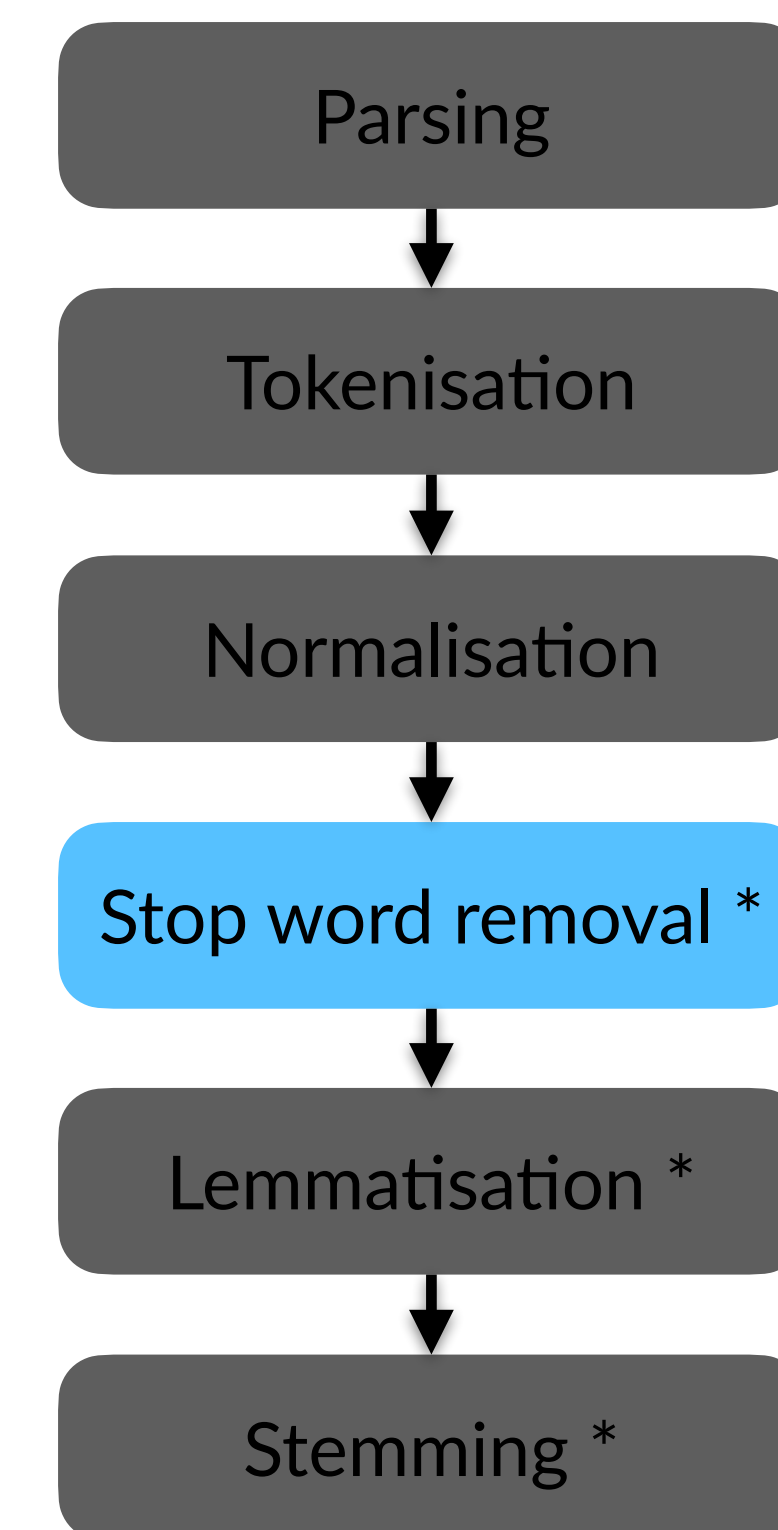 Parsing
Tokenisation
Normalisation
Stop word removal *
Lemmatisation *
Stemming *